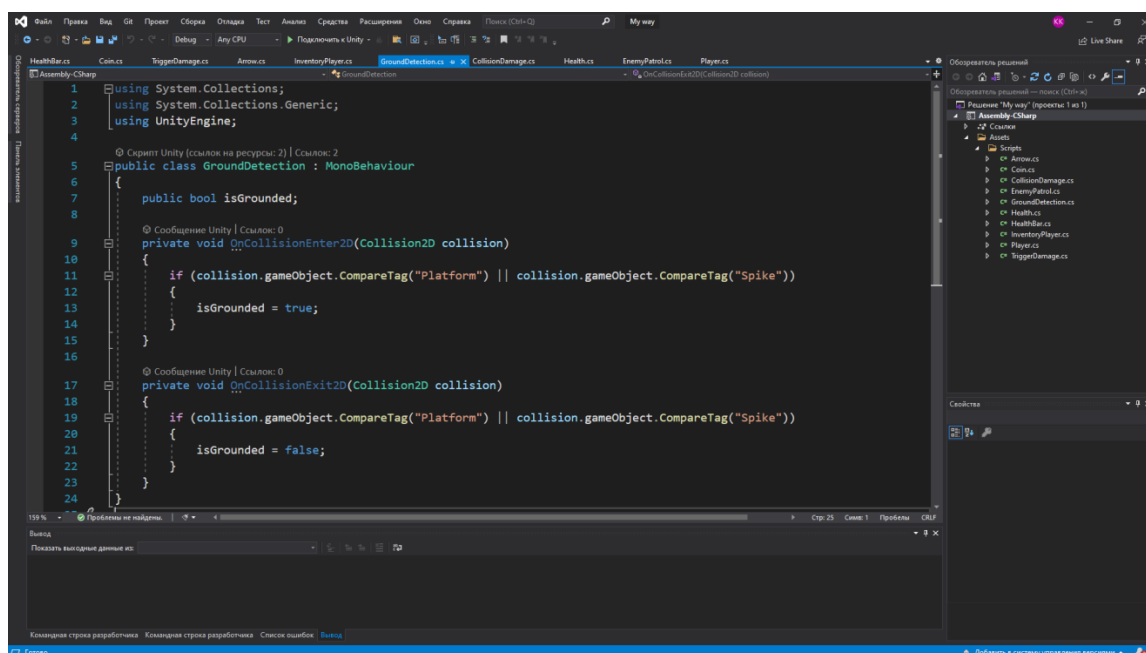 Файл Правка Вид Git Проект Сборка Отладка Тест Анализ Средства Расширения Окно Справка Поиск (Ctrl+Q) My way KK
Debug Any CPU Подключить к Unity Live Share
HealthBar.cs Coin.cs TriggerDamage.cs Arrow.cs InventoryPlayer.cs GroundDetection.cs CollisionDamage.cs Health.cs EnemyPatrol.cs Player.cs
Assembly-CSharp GroundDetection OnCollisionExit2D(Collision2D collision)
Обозреватель серверов
Панель элементов
1 using System.Collections;
2 using System.Collections.Generic;
3 using UnityEngine;
4
Скрипт Unity (ссылок на ресурсы: 2) | Ссылок: 2
5 public class GroundDetection : MonoBehaviour
6 {
7 public bool isGrounded;
8
Сообщение Unity | Ссылок: 0
9 private void OnCollisionEnter2D(Collision2D collision)
10 {
11 if (collision.gameObject.CompareTag("Platform") || collision.gameObject.CompareTag("Spike"))
12 {
13 isGrounded = true;
14 }
15 }
16
Сообщение Unity | Ссылок: 0
17 private void OnCollisionExit2D(Collision2D collision)
18 {
19 if (collision.gameObject.CompareTag("Platform") || collision.gameObject.CompareTag("Spike"))
20 {
21 isGrounded = false;
22 }
23 }
24 }
159 % Проблемы не найдены. Стр: 25 Симв: 1 Пробелы CRLF
Вывод
Показать выходные данные из:
Командная строка разработчика Командная строка разработчика Список ошибок Вывод
Готово Добавить в систему управления версиями
Обозреватель решений
Обозреватель решений — поиск (Ctrl+ж)
Решение "My way" (проекты: 1 из 1)
Assembly-CSharp
Ссылки
Assets
Scripts
C# Arrow.cs
C# Coin.cs
C# CollisionDamage.cs
C# EnemyPatrol.cs
C# GroundDetection.cs
C# Health.cs
C# HealthBar.cs
C# InventoryPlayer.cs
C# Player.cs
C# TriggerDamage.cs
Свойства